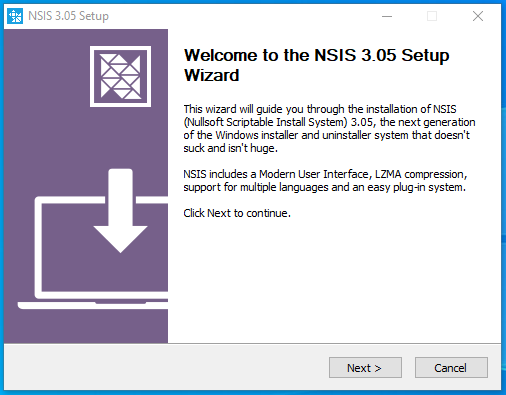 NSIS 3.05 Setup
Welcome to the NSIS 3.05 Setup
Wizard
This wizard will guide you through the installation of NSIS
(Nullsoft Scriptable Install System) 3.05, the next generation
of the Windows installer and uninstaller system that doesn't
suck and isn't huge.
NSIS includes a Modern User Interface, LZMA compression,
support for multiple languages and an easy plug-in system.
Click Next to continue.
Next >
Cancel